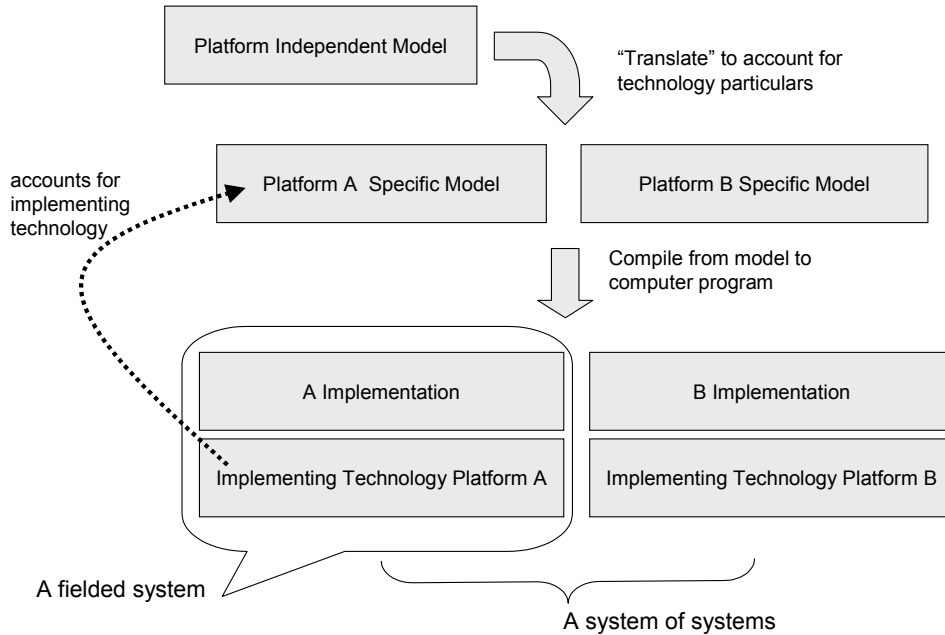 Platform Independent Model
“Translate” to account for
technology particulars
accounts for
implementing
technology
Platform A Specific Model
Platform B Specific Model
Compile from model to
computer program
A Implementation
B Implementation
Implementing Technology Platform A
Implementing Technology Platform B
A fielded system
A system of systems